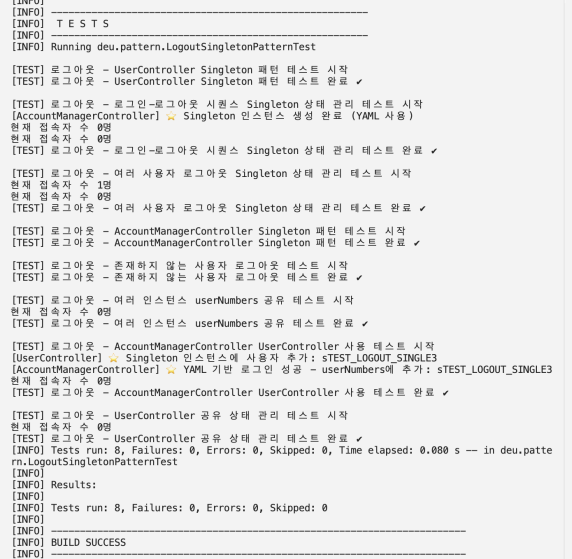 [INFO]
[INFO] -------------------------------------------------------
[INFO]  T E S T S
[INFO] -------------------------------------------------------
[INFO] Running deu.pattern.LogoutSingletonPatternTest
[TEST] 로그아웃 - UserController Singleton 패턴 테스트 시작
[TEST] 로그아웃 - UserController Singleton 패턴 테스트 완료 ✔
[TEST] 로그아웃 - 로그인-로그아웃 시퀀스 Singleton 상태 관리 테스트 시작
[AccountManagerController] ⭐ Singleton 인스턴스 생성 완료 (YAML 사용)
현재 접속자 수 0명
현재 접속자 수 0명
[TEST] 로그아웃 - 로그인-로그아웃 시퀀스 Singleton 상태 관리 테스트 완료 ✔
[TEST] 로그아웃 - 여러 사용자 로그아웃 Singleton 테스트 시작
현재 접속자 수 1명
현재 접속자 수 0명
[TEST] 로그아웃 - 여러 사용자 로그아웃 Singleton 테스트 완료 ✔
[TEST] 로그아웃 - AccountManagerController Singleton 패턴 테스트 시작
[TEST] 로그아웃 - AccountManagerController Singleton 패턴 테스트 완료 ✔
[TEST] 로그아웃 - 존재하지 않는 사용자 로그아웃 테스트 시작
[TEST] 로그아웃 - 존재하지 않는 사용자 로그아웃 테스트 완료 ✔
[TEST] 로그아웃 - 여러 인스턴스 userNumbers 공유 테스트 시작
현재 접속자 수 0명
[TEST] 로그아웃 - 여러 인스턴스 userNumbers 공유 테스트 완료 ✔
[TEST] 로그아웃 - AccountManagerController UserController 사용 테스트 시작
[UserController] ⭐ Singleton 인스턴스에 사용자 추가: sTEST_LOGOUT_SINGLE3
[AccountManagerController] ⭐ YAML 기반 로그인 성공 - userNumbers에 추가: sTEST_LOGOUT_SINGLE3
현재 접속자 수 0명
[TEST] 로그아웃 - AccountManagerController UserController 사용 테스트 완료 ✔
[TEST] 로그아웃 - UserController 공유 상태 관리 테스트 시작
현재 접속자 수 0명
[TEST] 로그아웃 - UserController 공유 상태 관리 테스트 완료 ✔
[INFO] Tests run: 8, Failures: 0, Errors: 0, Skipped: 0, Time elapsed: 0.080 s -- in deu.patte
rn.LogoutSingletonPatternTest
[INFO]
[INFO] Results:
[INFO]
[INFO] Tests run: 8, Failures: 0, Errors: 0, Skipped: 0
[INFO]
[INFO] ------------------------------------------------------------------------
[INFO] BUILD SUCCESS
[INFO] ------------------------------------------------------------------------